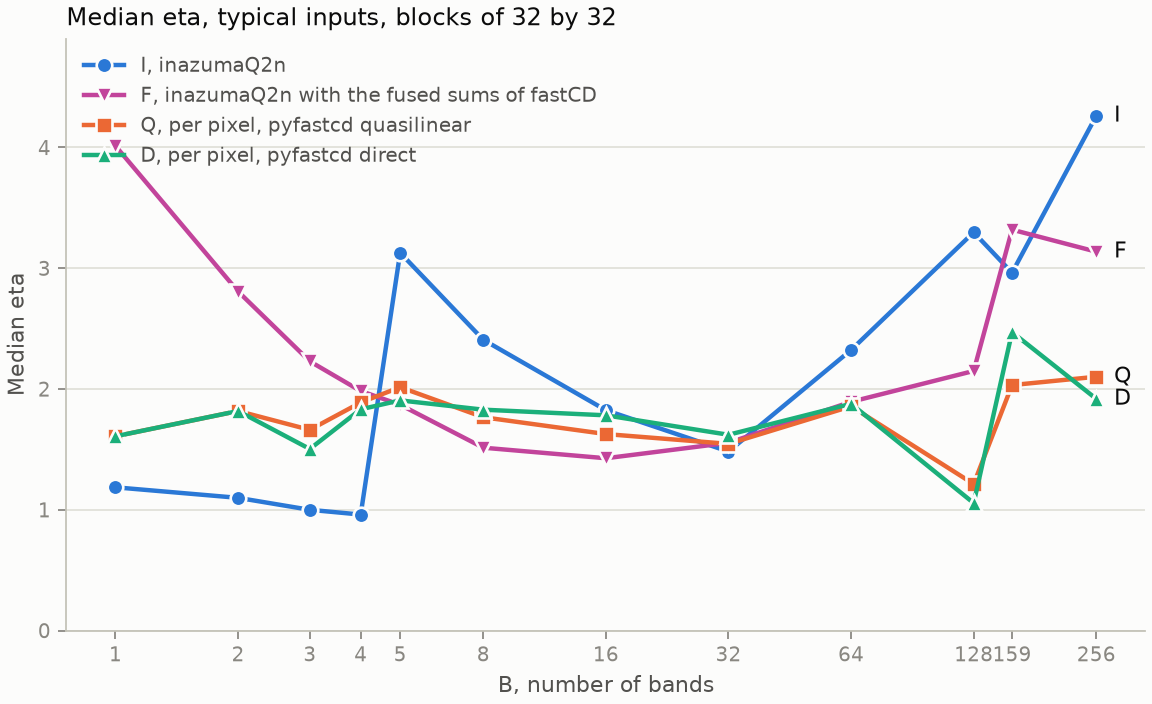 Median eta, typical inputs, blocks of 32 by 32
I, inazumaQ2n
F, inazumaQ2n with the fused sums of fastCD
Q, per pixel, pyfastcd quasilinear
D, per pixel, pyfastcd direct
I
F
Q
D
Median eta
4
3
2
1
0
1 2 3 4 5 8 16 32 64 128 159 256
B, number of bands